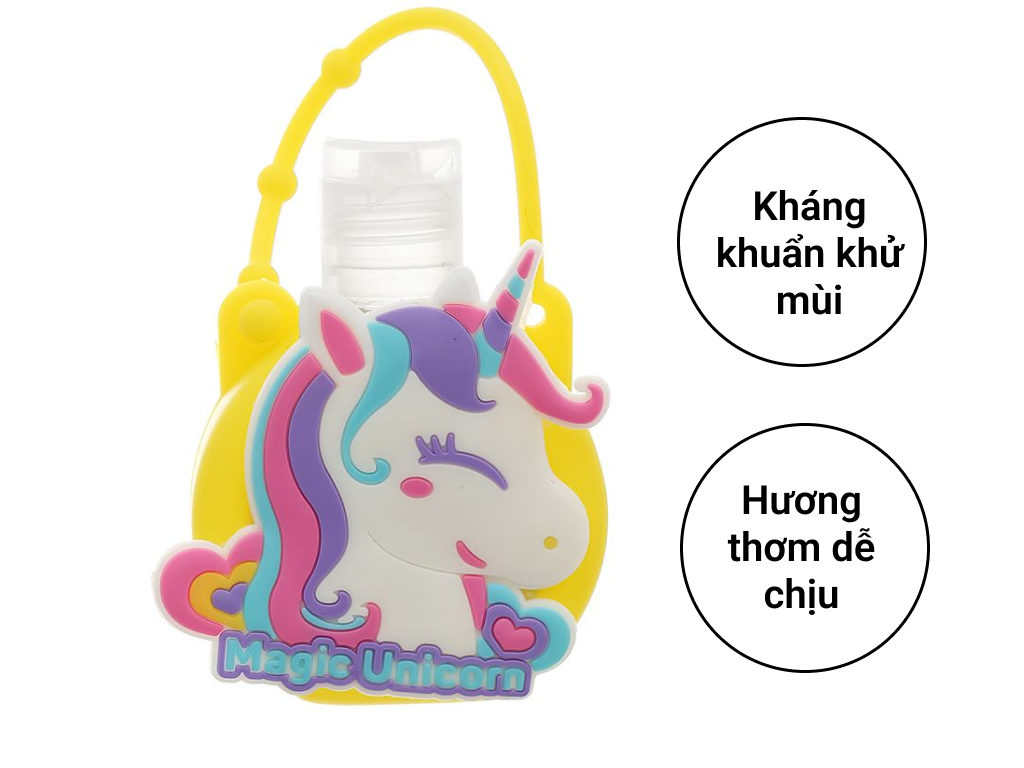 Kháng
khuẩn khử
mùi
Hương
thơm dễ
chịu
Magic Unicorn